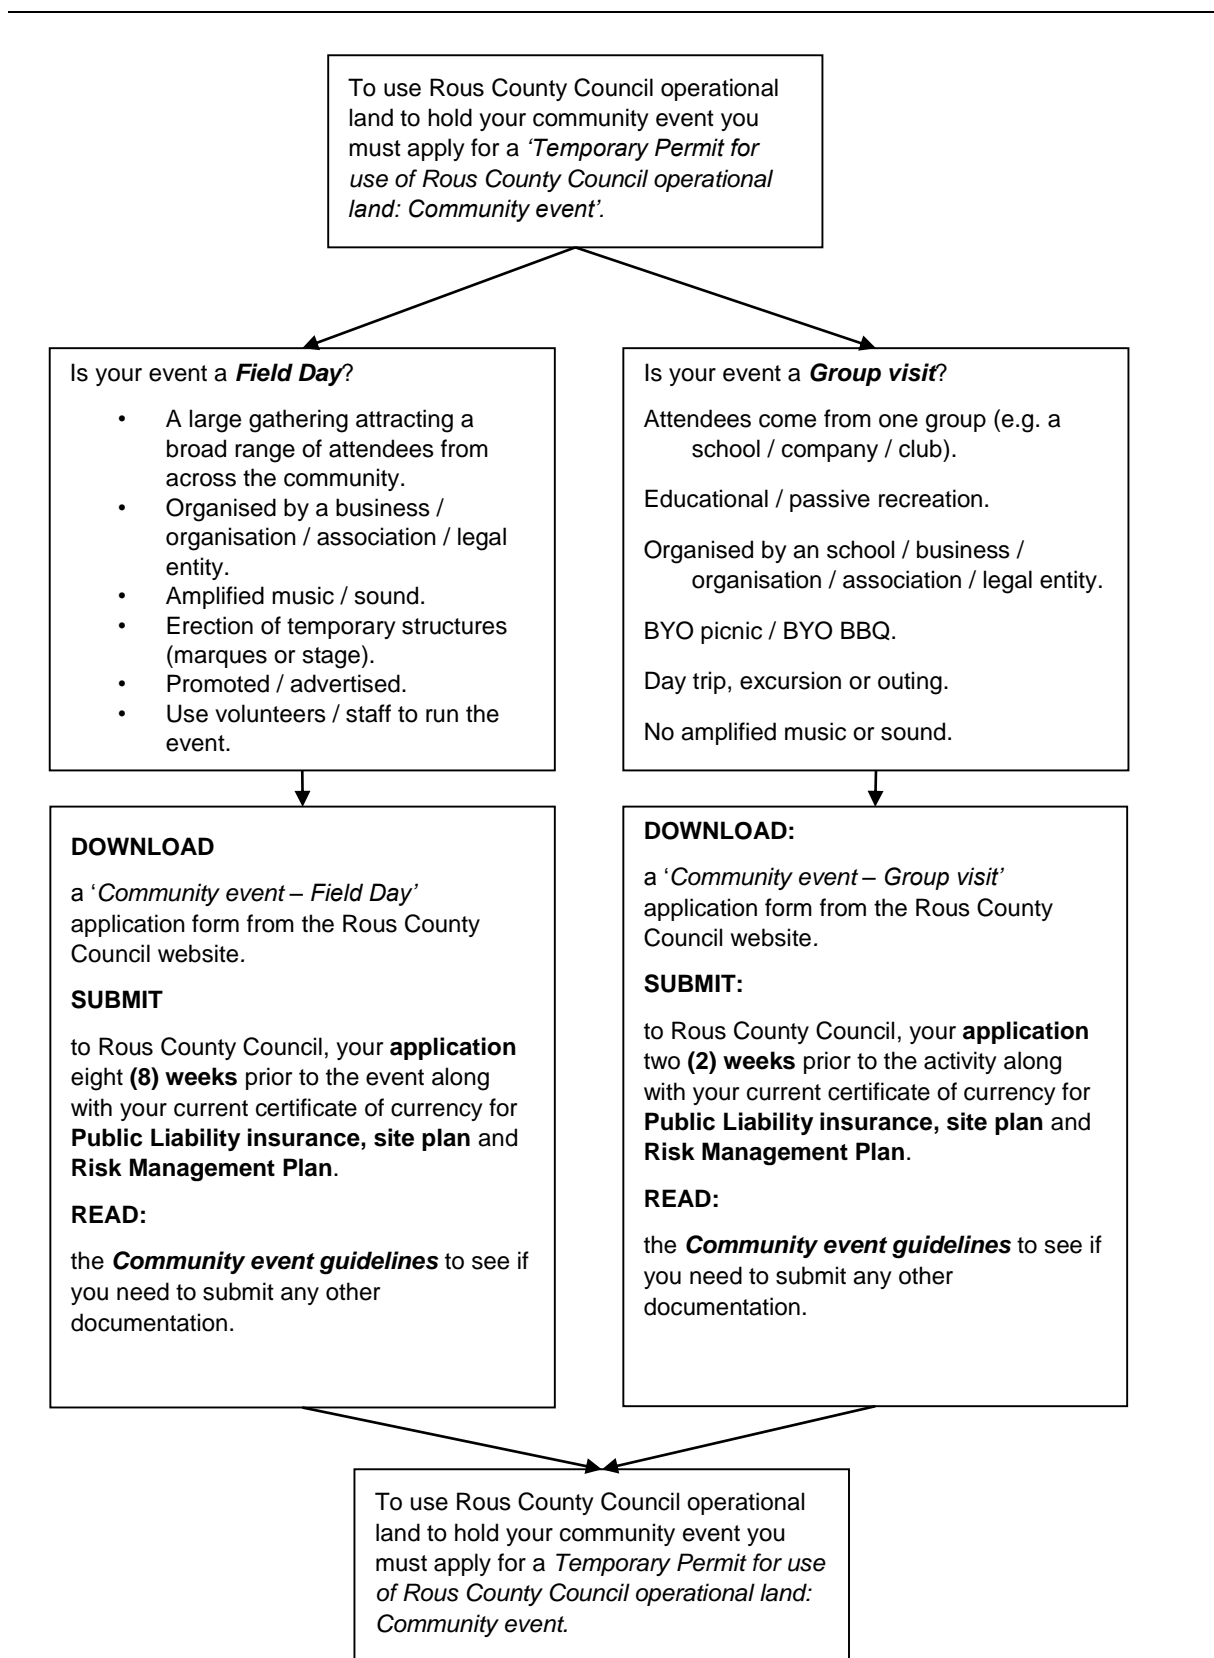 To use Rous County Council operational
land to hold your community event you
must apply for a ‘Temporary Permit for
use of Rous County Council operational
land: Community event’.
Is your event a Field Day?
• A large gathering attracting a
broad range of attendees from
across the community.
• Organised by a business /
organisation / association / legal
entity.
• Amplified music / sound.
• Erection of temporary structures
(marques or stage).
• Promoted / advertised.
• Use volunteers / staff to run the
event.
Is your event a Group visit?
Attendees come from one group (e.g. a
school / company / club).
Educational / passive recreation.
Organised by an school / business /
organisation / association / legal entity.
BYO picnic / BYO BBQ.
Day trip, excursion or outing.
No amplified music or sound.
DOWNLOAD
a ‘Community event – Field Day’
application form from the Rous County
Council website.
SUBMIT
to Rous County Council, your application
eight (8) weeks prior to the event along
with your current certificate of currency for
Public Liability insurance, site plan and
Risk Management Plan.
READ:
the Community event guidelines to see if
you need to submit any other
documentation.
DOWNLOAD:
a ‘Community event – Group visit’
application form from the Rous County
Council website.
SUBMIT:
to Rous County Council, your application
two (2) weeks prior to the activity along
with your current certificate of currency for
Public Liability insurance, site plan and
Risk Management Plan.
READ:
the Community event guidelines to see if
you need to submit any other
documentation.
To use Rous County Council operational
land to hold your community event you
must apply for a Temporary Permit for use
of Rous County Council operational land:
Community event.